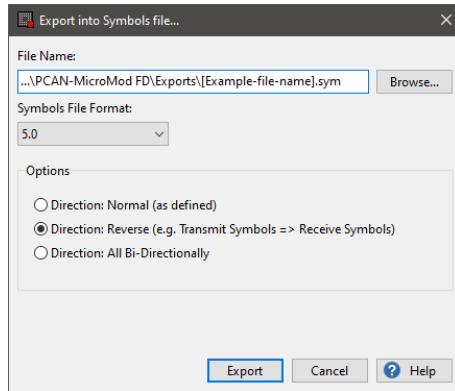 Export into Symbols file...
File Name:
...\PCAN-MicroMod FD\Exports\[Example-file-name].sym
Browse...
Symbols File Format:
5.0
Options
Direction: Normal (as defined)
Direction: Reverse (e.g. Transmit Symbols => Receive Symbols)
Direction: All Bi-Directionally
Export Cancel Help